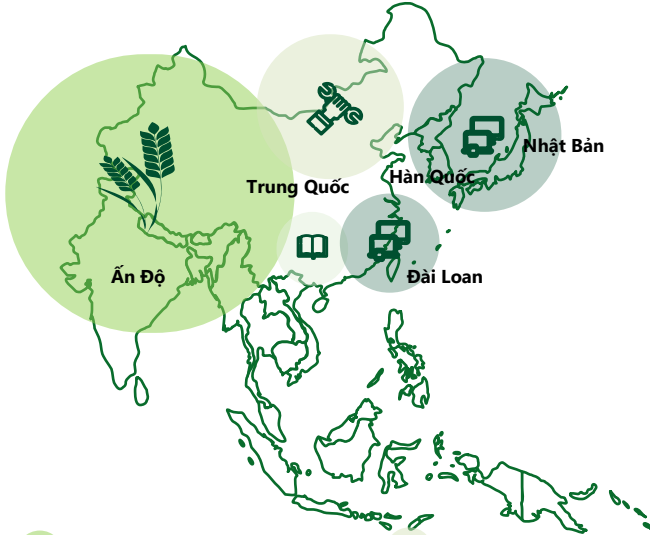 Nhật Bản
Hàn Quốc
Trung Quốc
Ấn Độ
Đài Loan